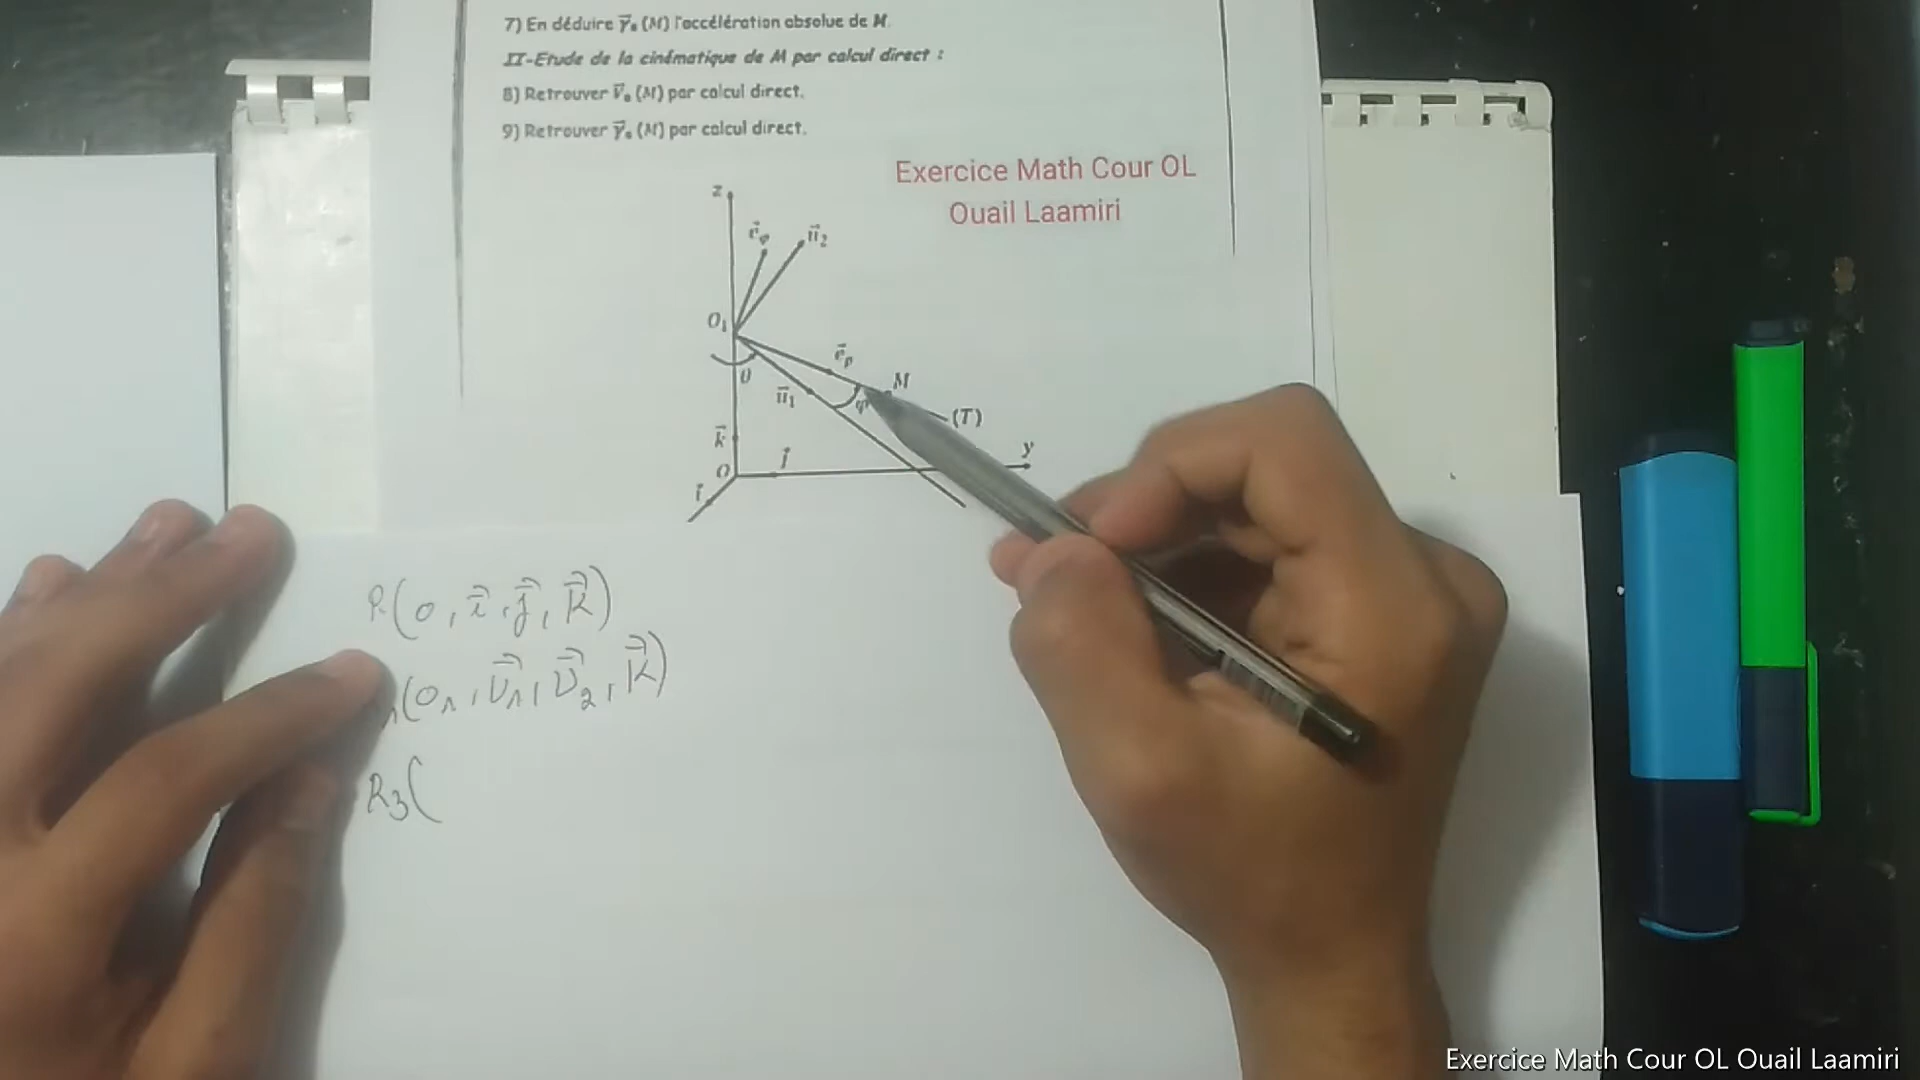 7) En déduire γ⃗ₐ (M) l'accélération absolue de M.
II-Etude de la cinématique de M par calcul direct :
8) Retrouver V⃗ₐ (M) par calcul direct.
9) Retrouver γ⃗ₐ (M) par calcul direct.
Exercice Math Cour OL
Ouail Laamiri
z
e⃗φ
u⃗₂
O₁
e⃗ρ
θ
M
u⃗₁
φ
(T)
k⃗
y
O
j⃗
i⃗
R(O, i⃗, j⃗, k⃗)
(O₁, U⃗₁, U⃗₂, k⃗)
R₃(
Exercice Math Cour OL Ouail Laamiri